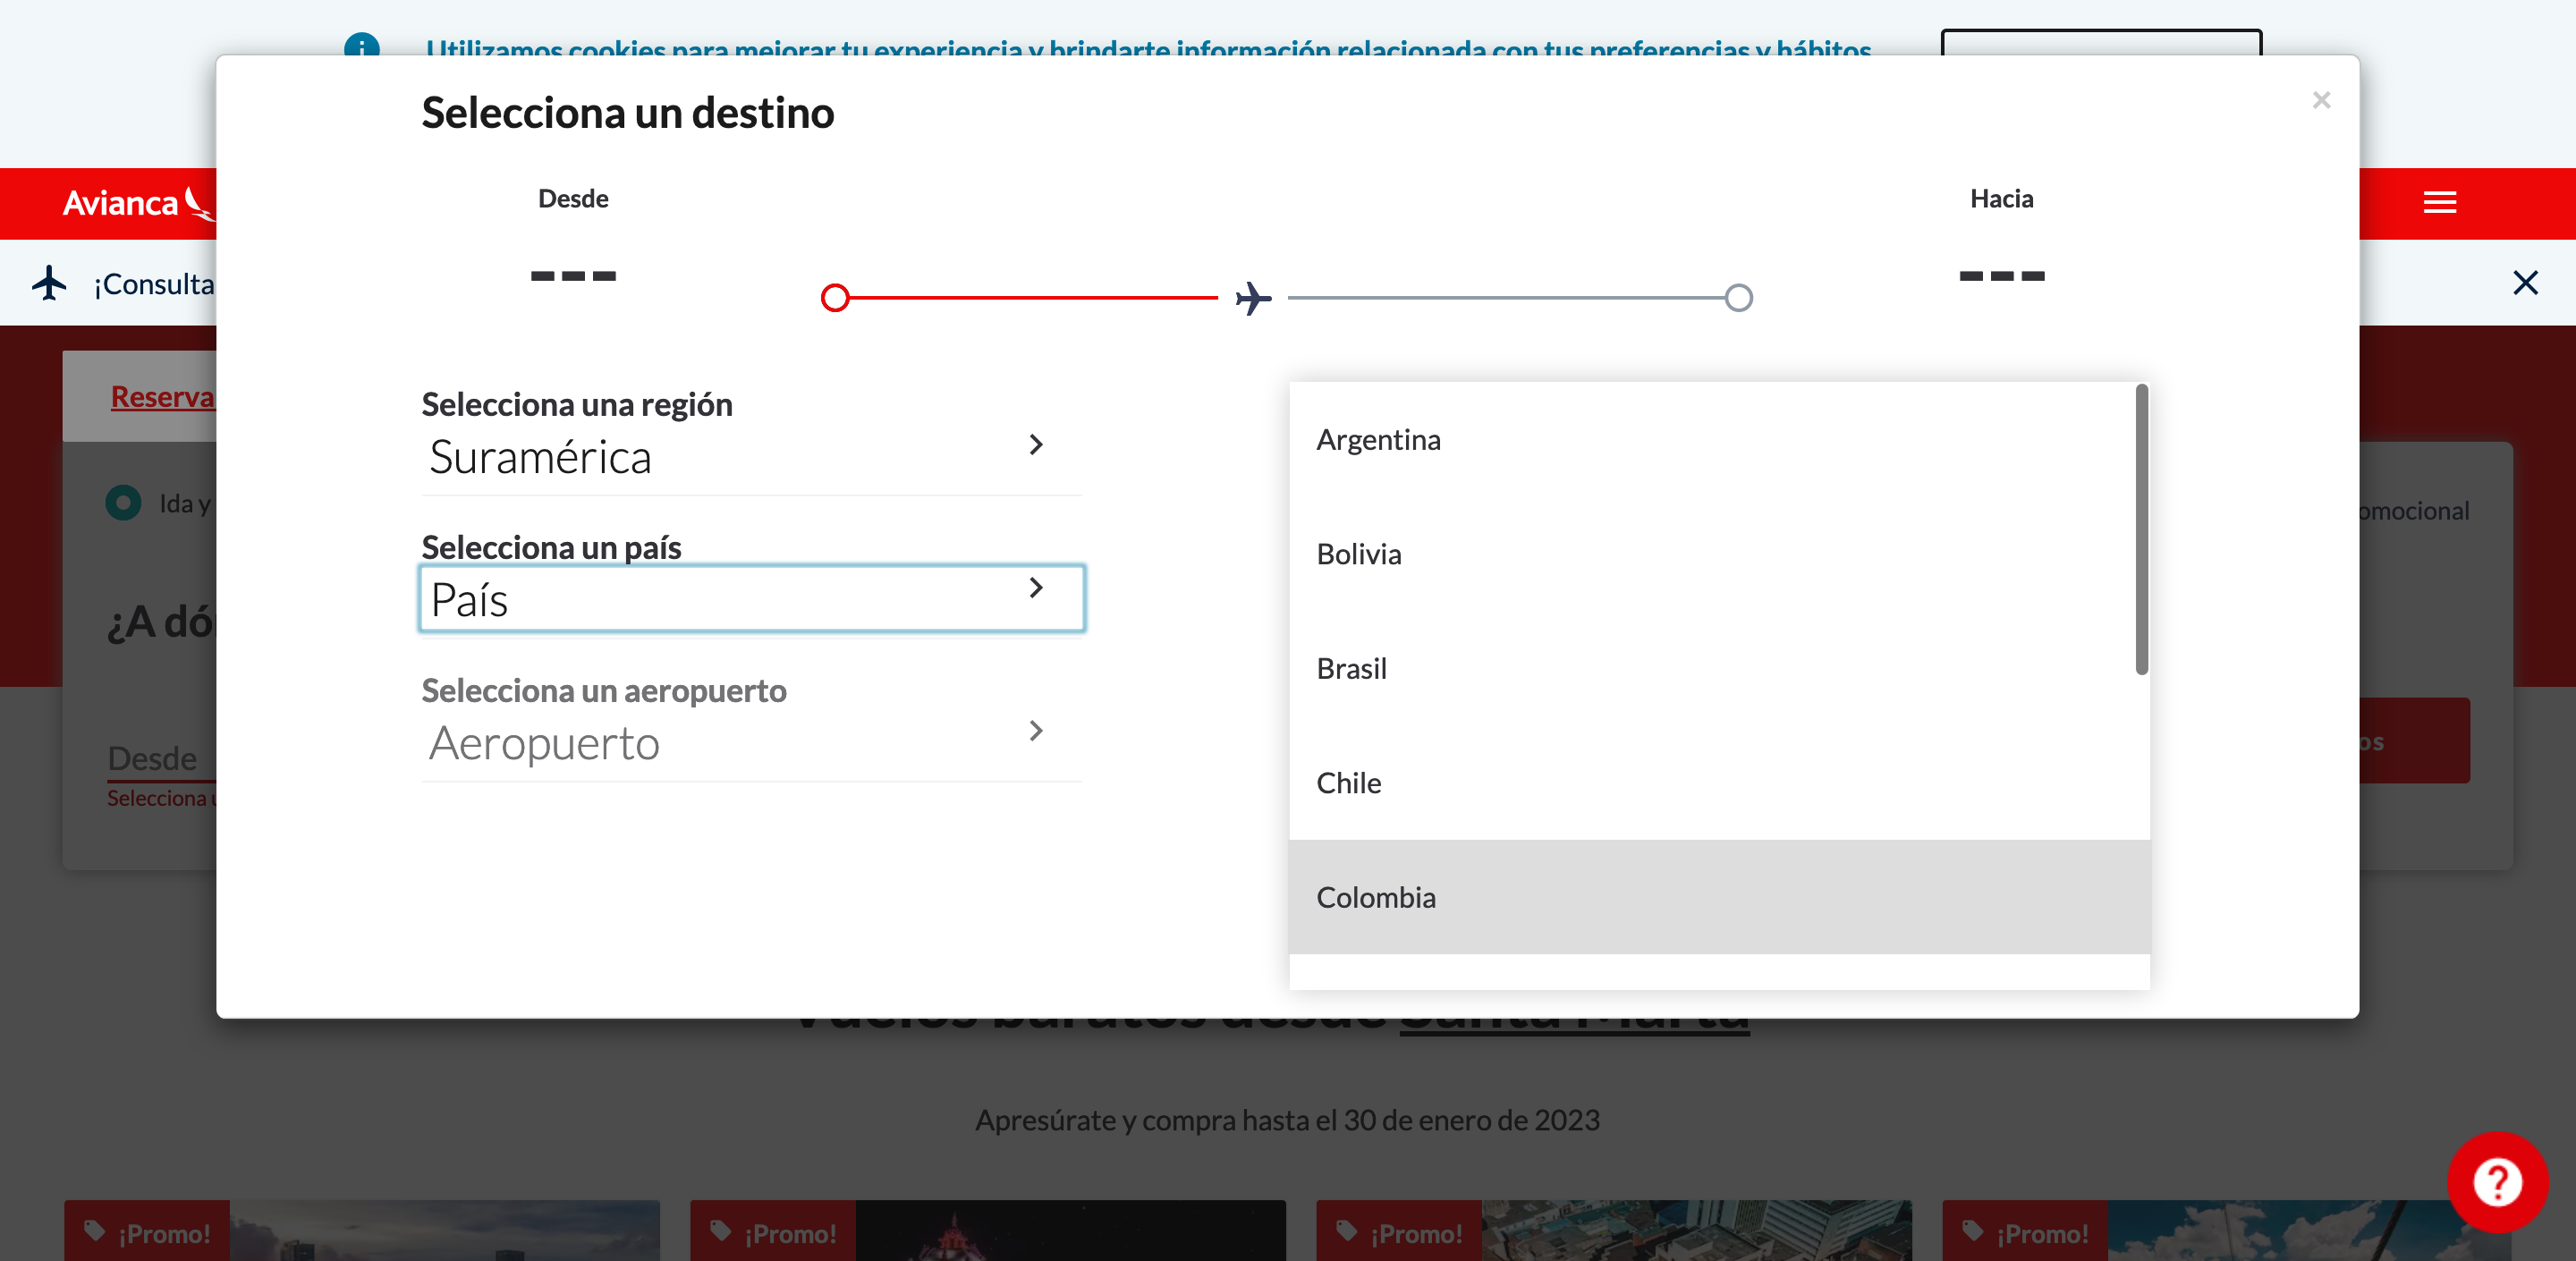 Utilizamos cookies para mejorar tu experiencia y brindarte información relacionada con tus preferencias y hábitos
Selecciona un destino
×
Avianca
Desde
Hacia
---
---
¡Consulta
Reserva
Selecciona una región
Suramérica
Argentina
Ida y
omocional
Selecciona un país
País
Bolivia
¿A dó
Brasil
Selecciona un aeropuerto
Aeropuerto
Desde
os
Selecciona u
Chile
Colombia
Vuelos baratos desde Santa Marta
Apresúrate y compra hasta el 30 de enero de 2023
?
¡Promo!
¡Promo!
¡Promo!
¡Promo!